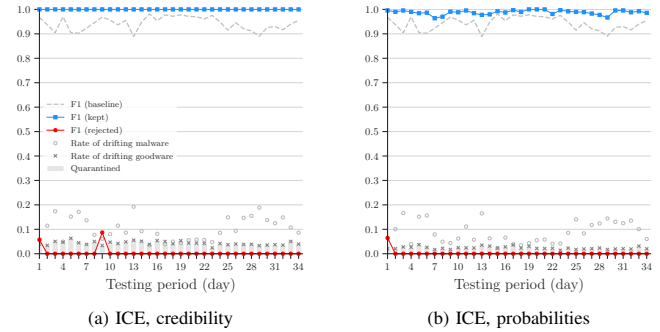 1.0
0.9
0.8
0.7
0.6
0.5
0.4
0.3
0.2
0.1
0.0
F1 (baseline)
F1 (kept)
F1 (rejected)
Rate of drifting malware
Rate of drifting goodware
Quarantined
1 4 7 10 13 16 19 22 25 28 31 34
Testing period (day)
(a) ICE, credibility
1.0
0.9
0.8
0.7
0.6
0.5
0.4
0.3
0.2
0.1
0.0
1 4 7 10 13 16 19 22 25 28 31 34
Testing period (day)
(b) ICE, probabilities